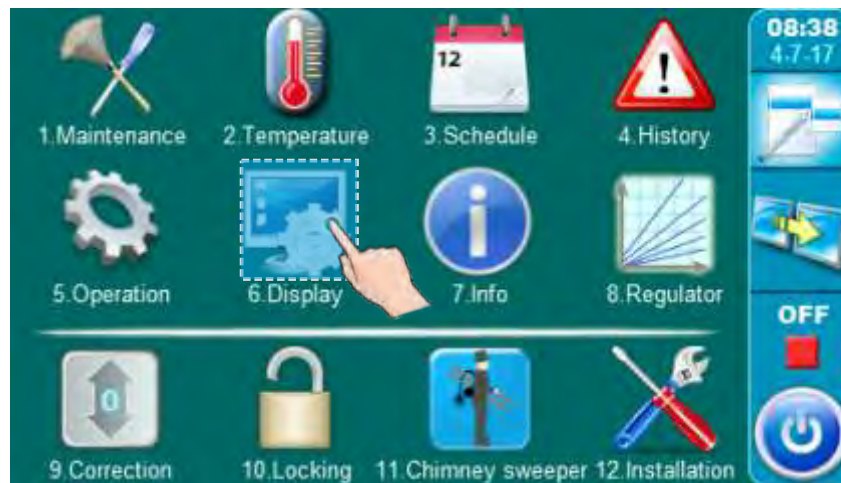 08:38
4-7-17
12
1.Maintenance
2.Temperature
3.Schedule
4.History
5.Operation
6.Display
7.Info
8.Regulator
OFF
0
9.Correction
10.Locking
11.Chimney sweeper
12.Installation